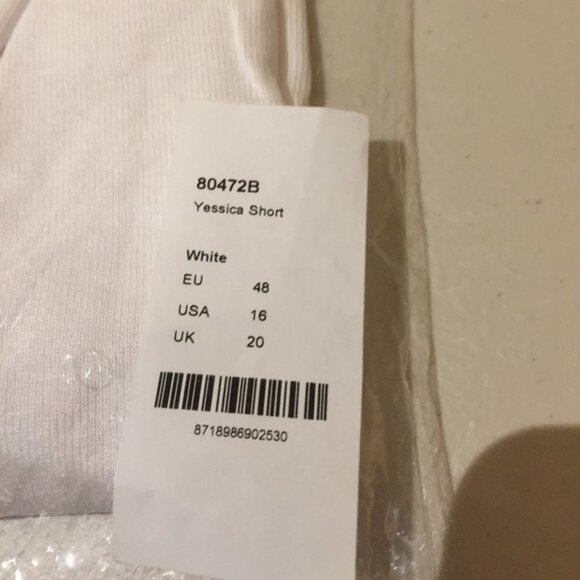 80472B
Yessica Short
White
EU 48
USA 16
UK 20
8718986902530